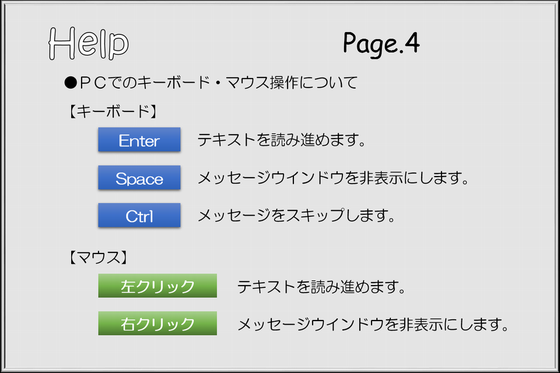 Help
Page.4
●ＰＣでのキーボード・マウス操作について
【キーボード】
Enter テキストを読み進めます。
Space メッセージウインドウを非表示にします。
Ctrl メッセージをスキップします。
【マウス】
左クリック テキストを読み進めます。
右クリック メッセージウインドウを非表示にします。